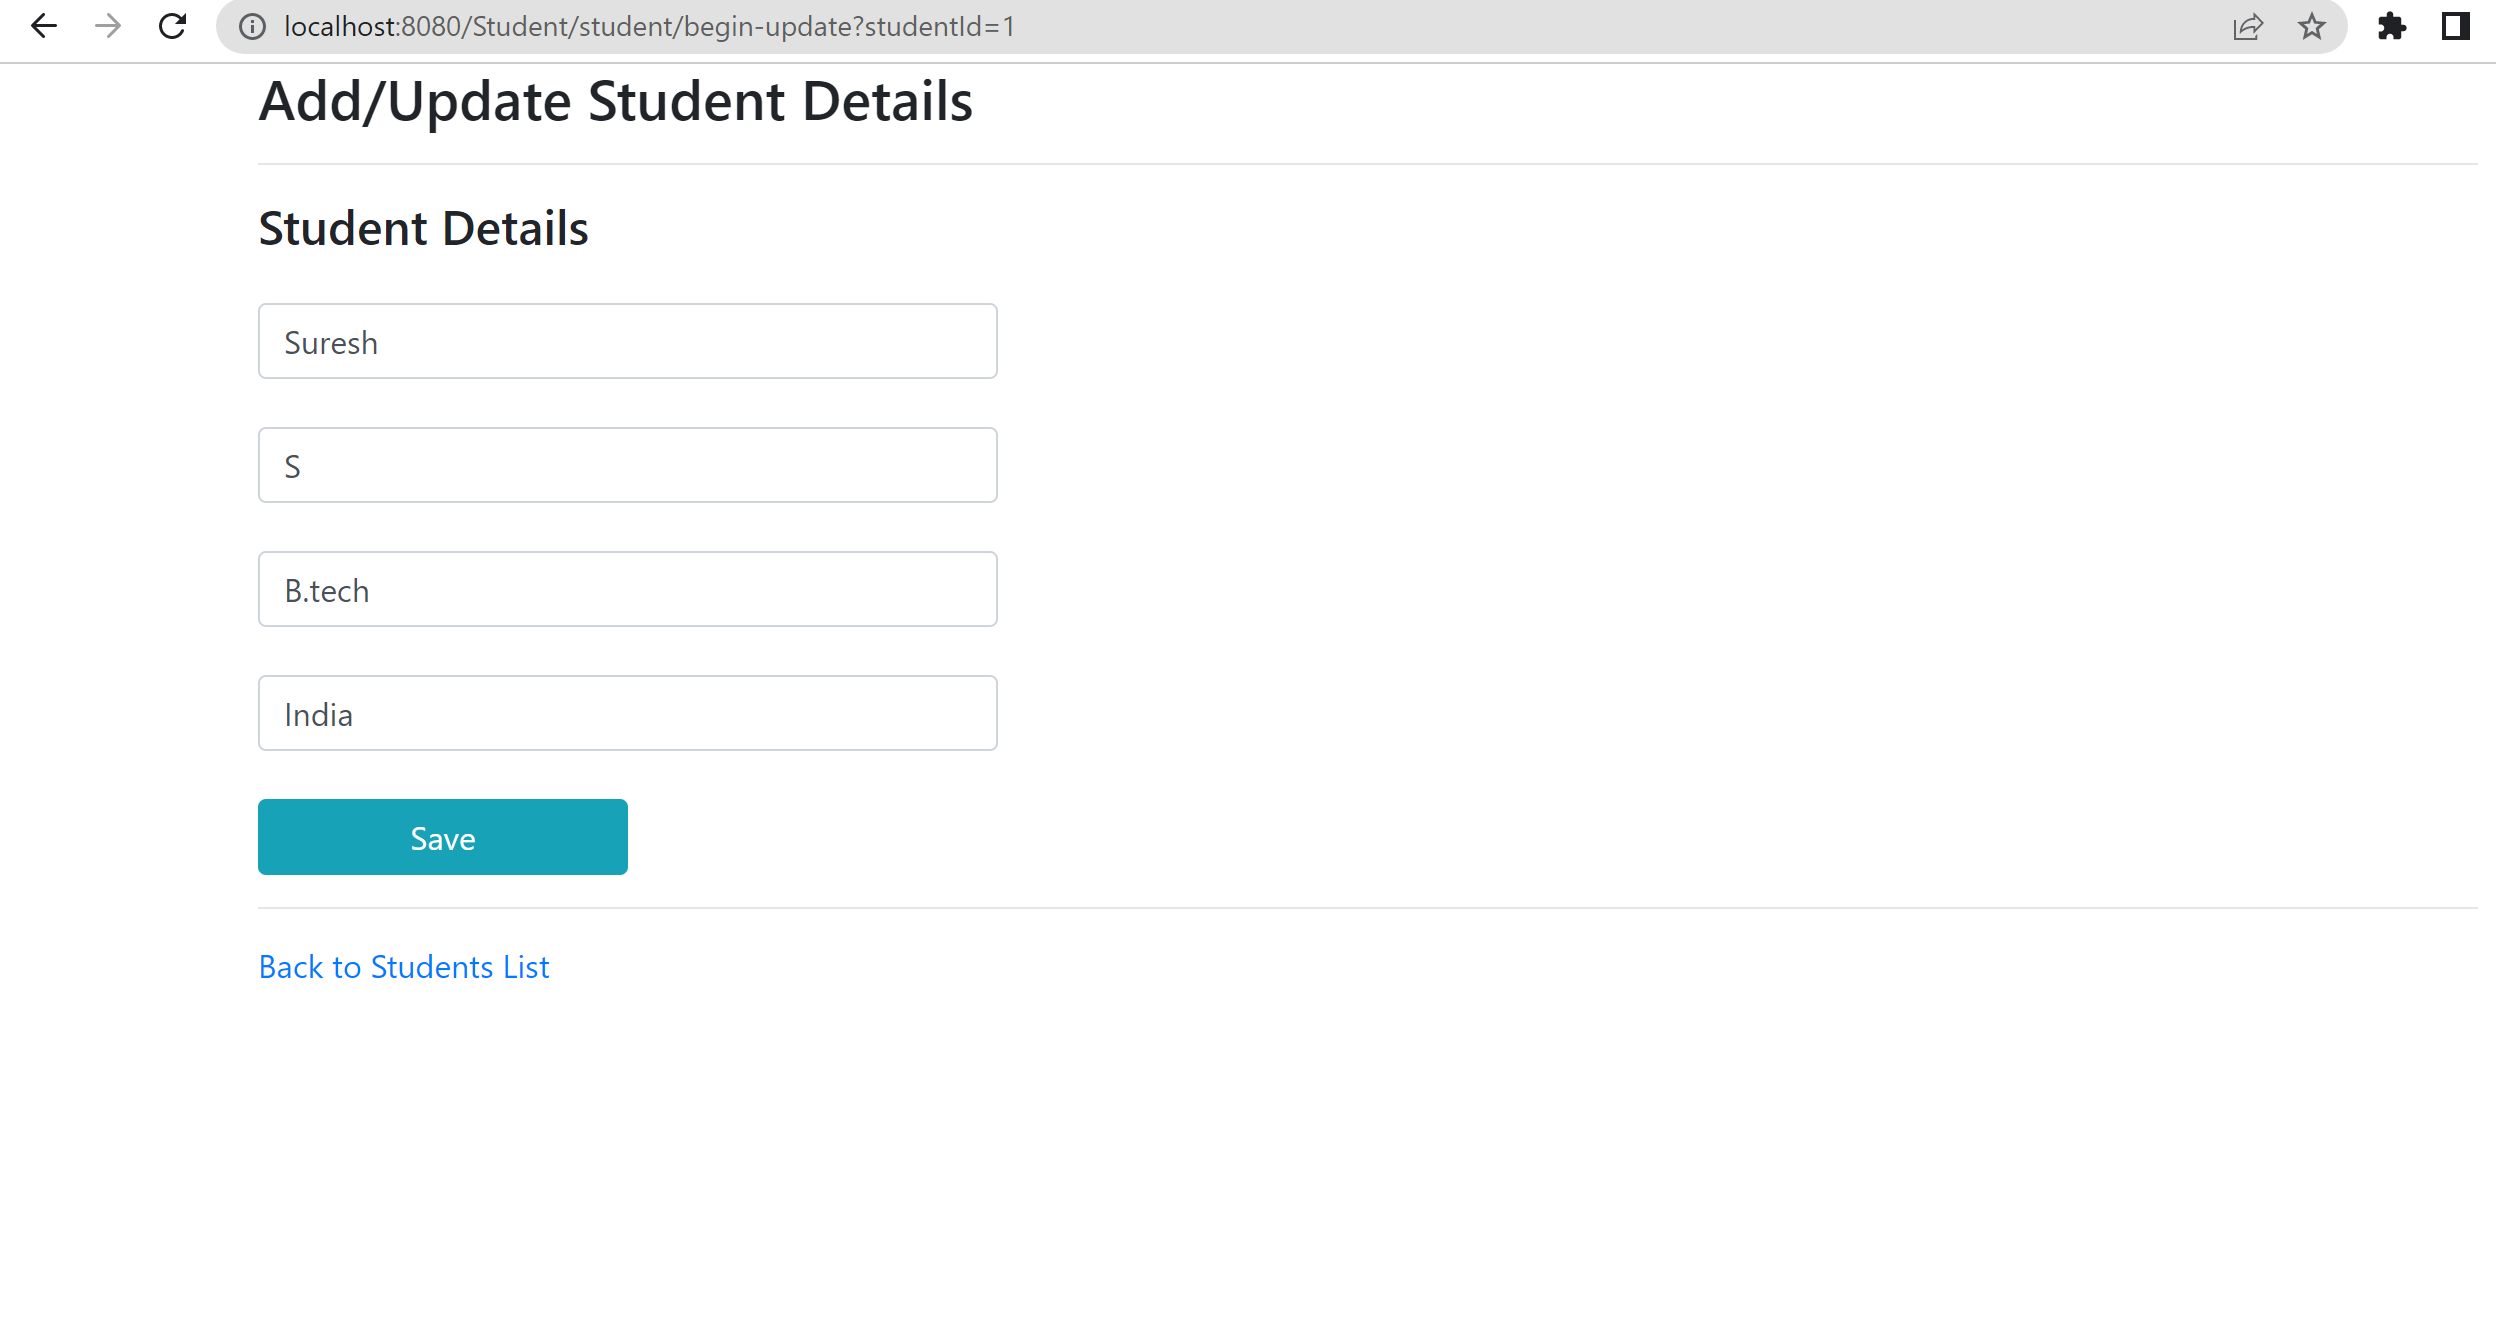 localhost:8080/Student/student/begin-update?studentId=1
Add/Update Student Details
Student Details
Suresh
S
B.tech
India
Save
Back to Students List